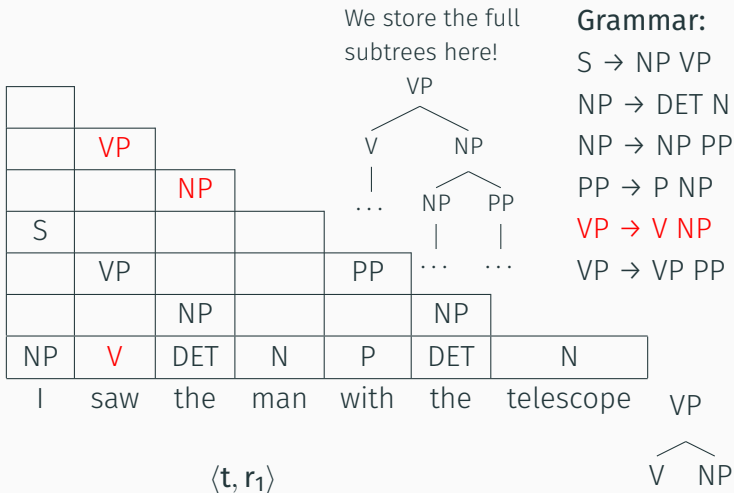 We store the full
subtrees here!
VP
V NP
... NP PP
... ...
Grammar:
S → NP VP
NP → DET N
NP → NP PP
PP → P NP
VP → V NP
VP → VP PP
VP
NP
S
VP PP
NP NP
NP V DET N P DET N
I saw the man with the telescope
VP
V NP
⟨t, r₁⟩